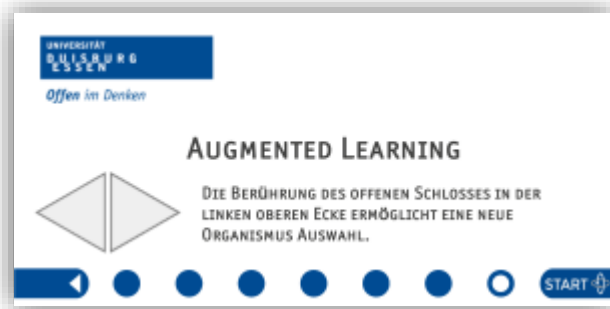 UNIVERSITÄT
DUISBURG
ESSEN
Offen im Denken
AUGMENTED LEARNING
DIE BERÜHRUNG DES OFFENEN SCHLOSSES IN DER
LINKEN OBEREN ECKE ERMÖGLICHT EINE NEUE
ORGANISMUS AUSWAHL.
START